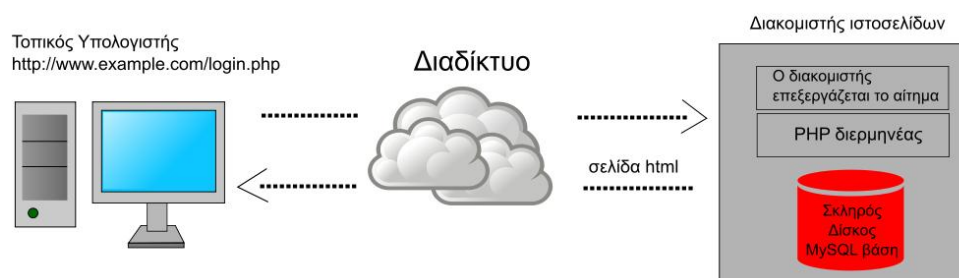 Τοπικός Υπολογιστής
http://www.example.com/login.php
Διαδίκτυο
σελίδα html
Διακομιστής ιστοσελίδων
Ο διακομιστής
επεξεργάζεται το αίτημα
PHP διερμηνέας
Σκληρός
Δίσκος
MySQL βάση